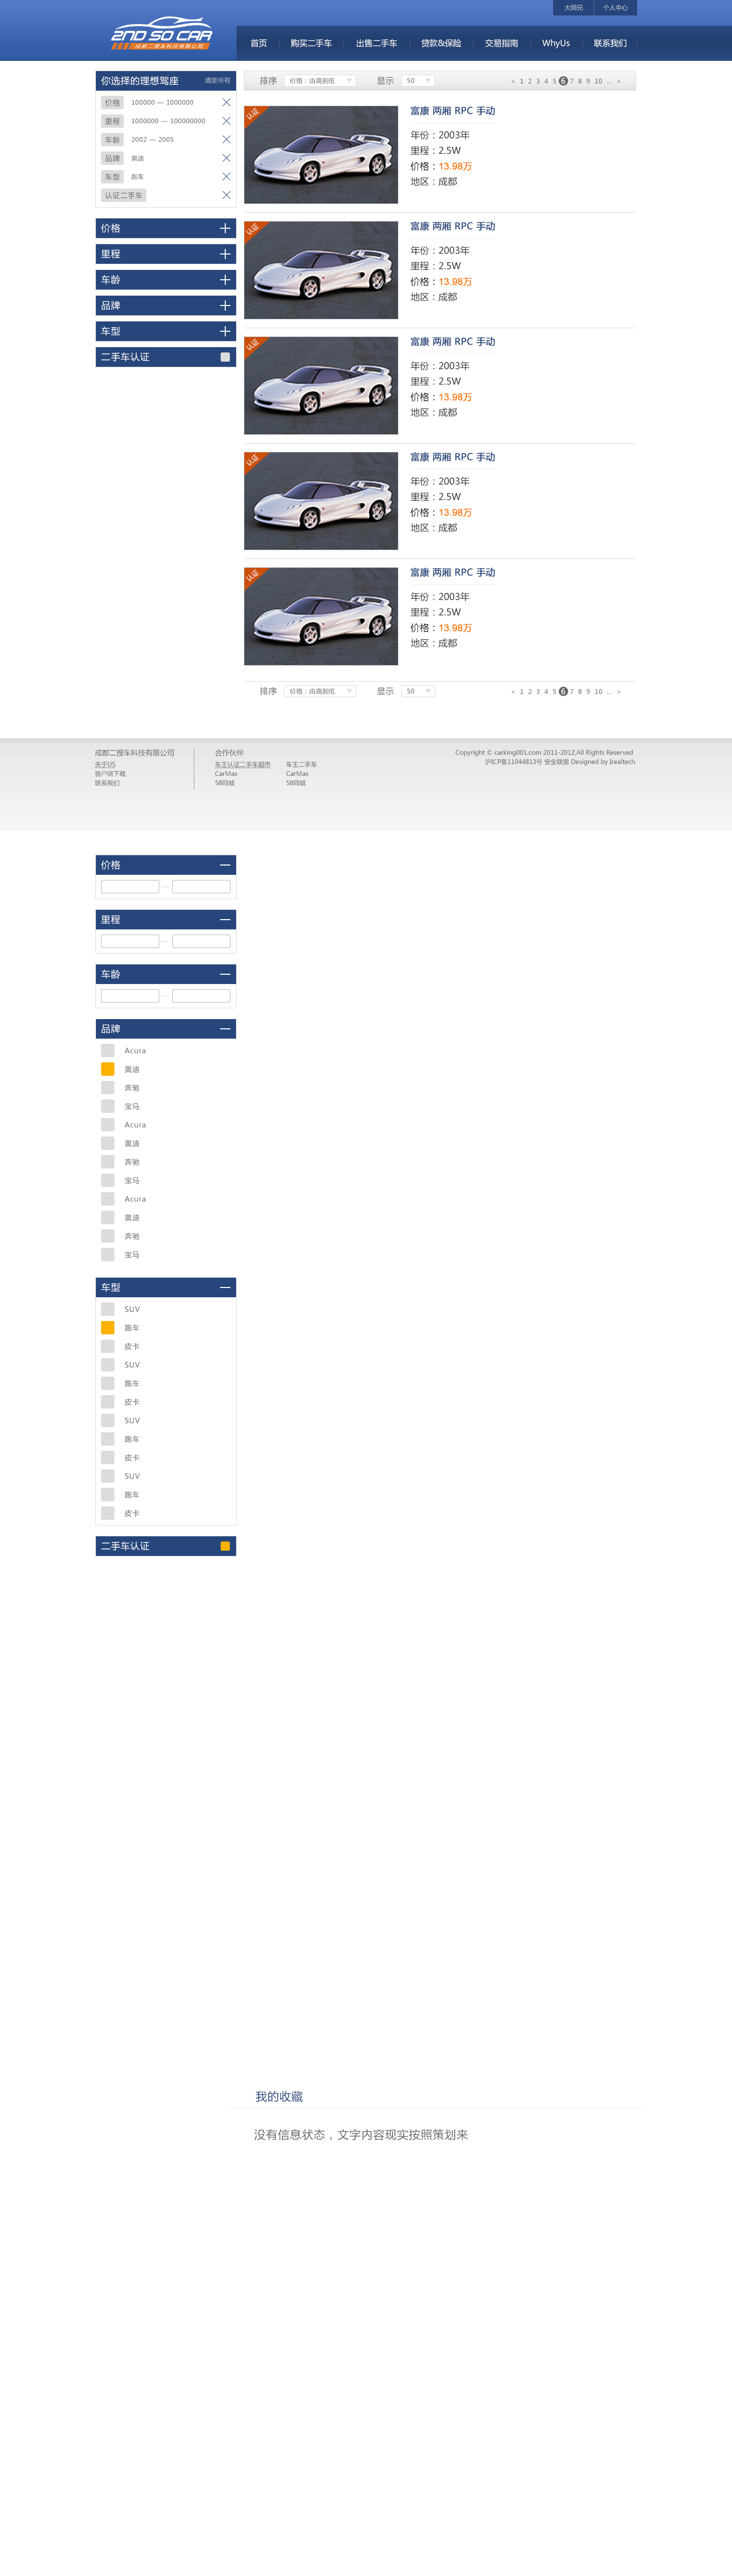 大师兄 个人中心
2ND SO CAR
成都二搜车科技有限公司
首页 购买二手车 出售二手车 贷款&保险 交易指南 WhyUs 联系我们
你选择的理想驾座 清楚所有
价格 100000 — 1000000
里程 1000000 — 100000000
车龄 2002 — 2005
品牌 奥迪
车型 跑车
认证二手车
价格
里程
车龄
品牌
车型
二手车认证
排序 价格：由高到低 显示 50 < 1 2 3 4 5 6 7 8 9 10 ... >
认证
富康 两厢 RPC 手动
年份：2003年
里程：2.5W
价格：13.98万
地区：成都
认证
富康 两厢 RPC 手动
年份：2003年
里程：2.5W
价格：13.98万
地区：成都
认证
富康 两厢 RPC 手动
年份：2003年
里程：2.5W
价格：13.98万
地区：成都
认证
富康 两厢 RPC 手动
年份：2003年
里程：2.5W
价格：13.98万
地区：成都
认证
富康 两厢 RPC 手动
年份：2003年
里程：2.5W
价格：13.98万
地区：成都
排序 价格：由高到低 显示 50 < 1 2 3 4 5 6 7 8 9 10 ... >
成都二搜车科技有限公司
关于US
客户端下载
联系我们
合作伙伴
车王认证二手车超市 车王二手车
CarMax CarMax
58同城 58同城
Copyright © carking001.com 2011-2012.All Rights Reserved
沪ICP备11044813号 安全联盟 Designed by Irealtech
价格
—
里程
—
车龄
—
品牌
Acura
奥迪
奔驰
宝马
Acura
奥迪
奔驰
宝马
Acura
奥迪
奔驰
宝马
车型
SUV
跑车
皮卡
SUV
跑车
皮卡
SUV
跑车
皮卡
SUV
跑车
皮卡
二手车认证
我的收藏
没有信息状态，文字内容现实按照策划来